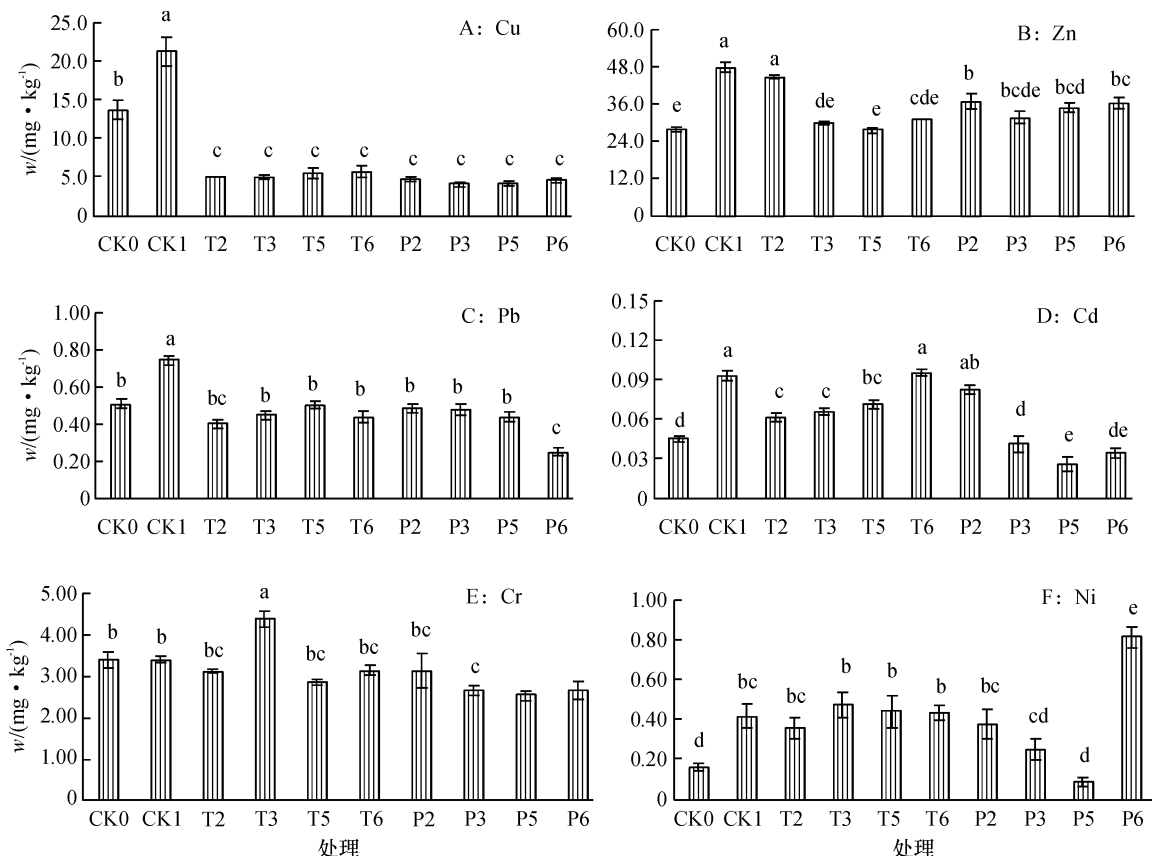 A： Cu
w/(mg·kg⁻¹)
25.0
20.0
15.0
10.0
5.0
0
b a c c c c c c c c
CK0 CK1 T2 T3 T5 T6 P2 P3 P5 P6
B： Zn
60.0
48.0
36.0
24.0
12.0
0
e a a de e cde b bcde bcd bc
CK0 CK1 T2 T3 T5 T6 P2 P3 P5 P6
C： Pb
w/(mg·kg⁻¹)
1.00
0.80
0.60
0.40
0.20
0
b a bc b b b b b b c
CK0 CK1 T2 T3 T5 T6 P2 P3 P5 P6
D： Cd
0.15
0.12
0.09
0.06
0.03
0
d a c c bc a ab d e de
CK0 CK1 T2 T3 T5 T6 P2 P3 P5 P6
E： Cr
w/(mg·kg⁻¹)
5.00
4.00
3.00
2.00
1.00
0
b b bc a bc bc bc c
CK0 CK1 T2 T3 T5 T6 P2 P3 P5 P6
处理
F： Ni
1.00
0.80
0.60
0.40
0.20
0
d bc bc b b b bc cd d e
CK0 CK1 T2 T3 T5 T6 P2 P3 P5 P6
处理